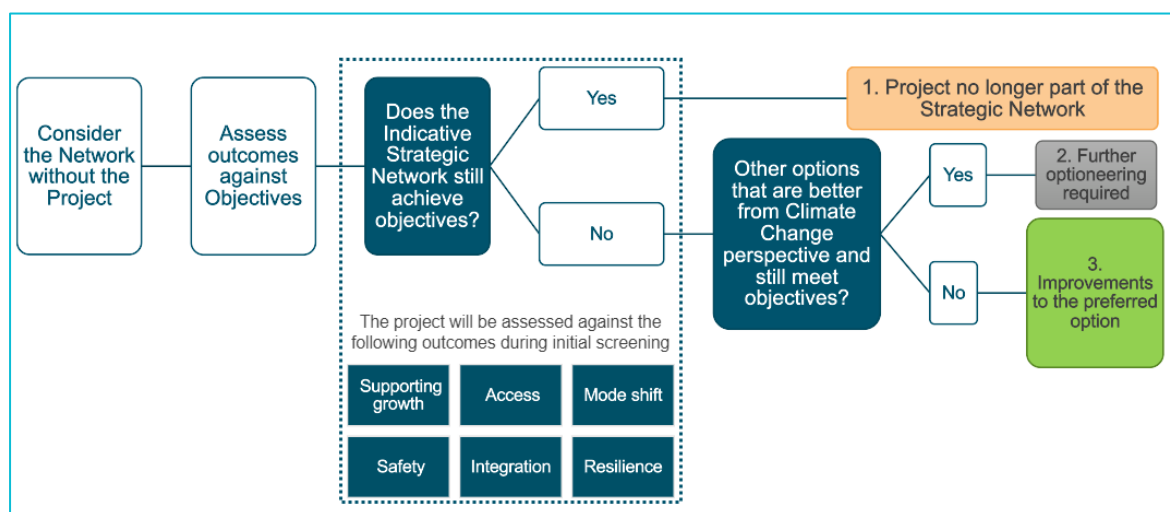 Consider
the Network
without the
Project
Assess
outcomes
against
Objectives
Does the
Indicative
Strategic
Network still
achieve
objectives?
Yes
No
1. Project no longer part of the
Strategic Network
Other options
that are better
from Climate
Change
perspective and
still meet
objectives?
Yes
No
2. Further
optioneering
required
3.
Improvements
to the preferred
option
The project will be assessed against the
following outcomes during initial screening
Supporting
growth
Access
Mode shift
Safety
Integration
Resilience